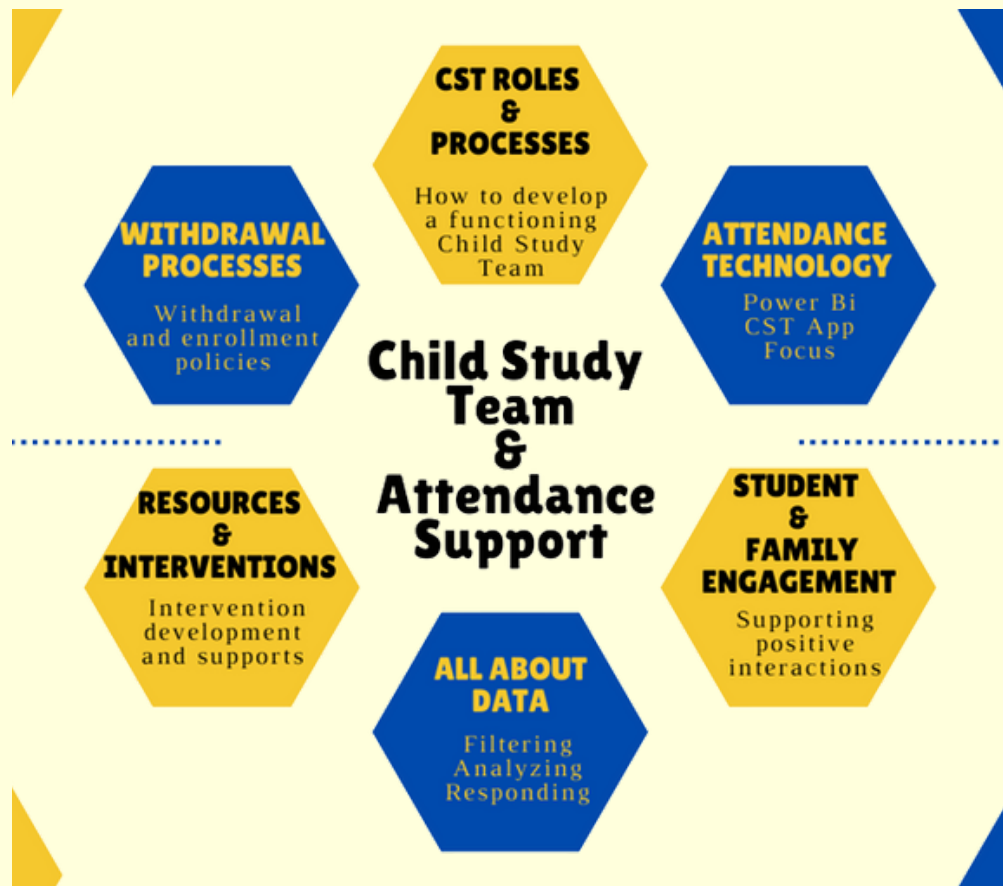 CST ROLES
&
PROCESSES
How to develop
a functioning
Child Study
Team
WITHDRAWAL
PROCESSES
Withdrawal
and enrollment
policies
ATTENDANCE
TECHNOLOGY
Power Bi
CST App
Focus
Child Study
Team
&
Attendance
Support
RESOURCES
&
INTERVENTIONS
Intervention
development
and supports
STUDENT
&
FAMILY
ENGAGEMENT
Supporting
positive
interactions
ALL ABOUT
DATA
Filtering
Analyzing
Responding